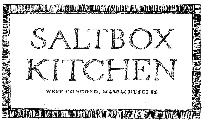 SALTBOX
KITCHEN
WEST CONCORD, MASSACHUSETTS